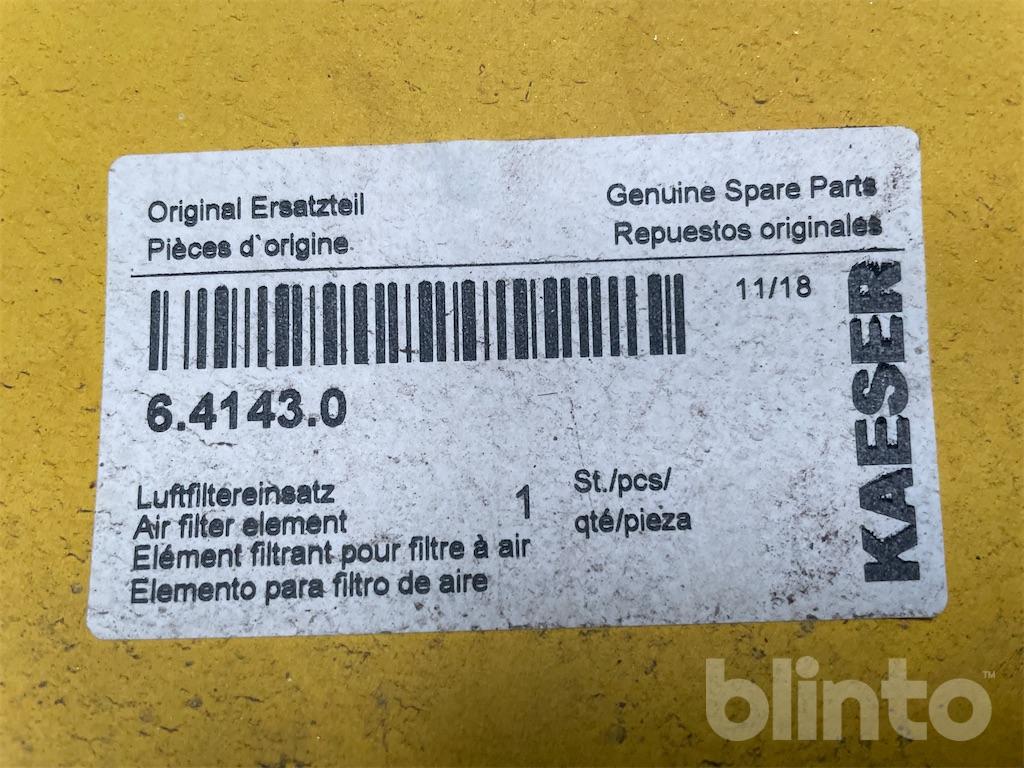 Original Ersatzteil
Genuine Spare Parts
Pièces d`origine
Repuestos originales
11/18
KAESER
6.4143.0
Luftfiltereinsatz
Air filter element
Elément filtrant pour filtre à air
Elemento para filtro de aire
1
St./pcs/
qté/pieza
blinto™